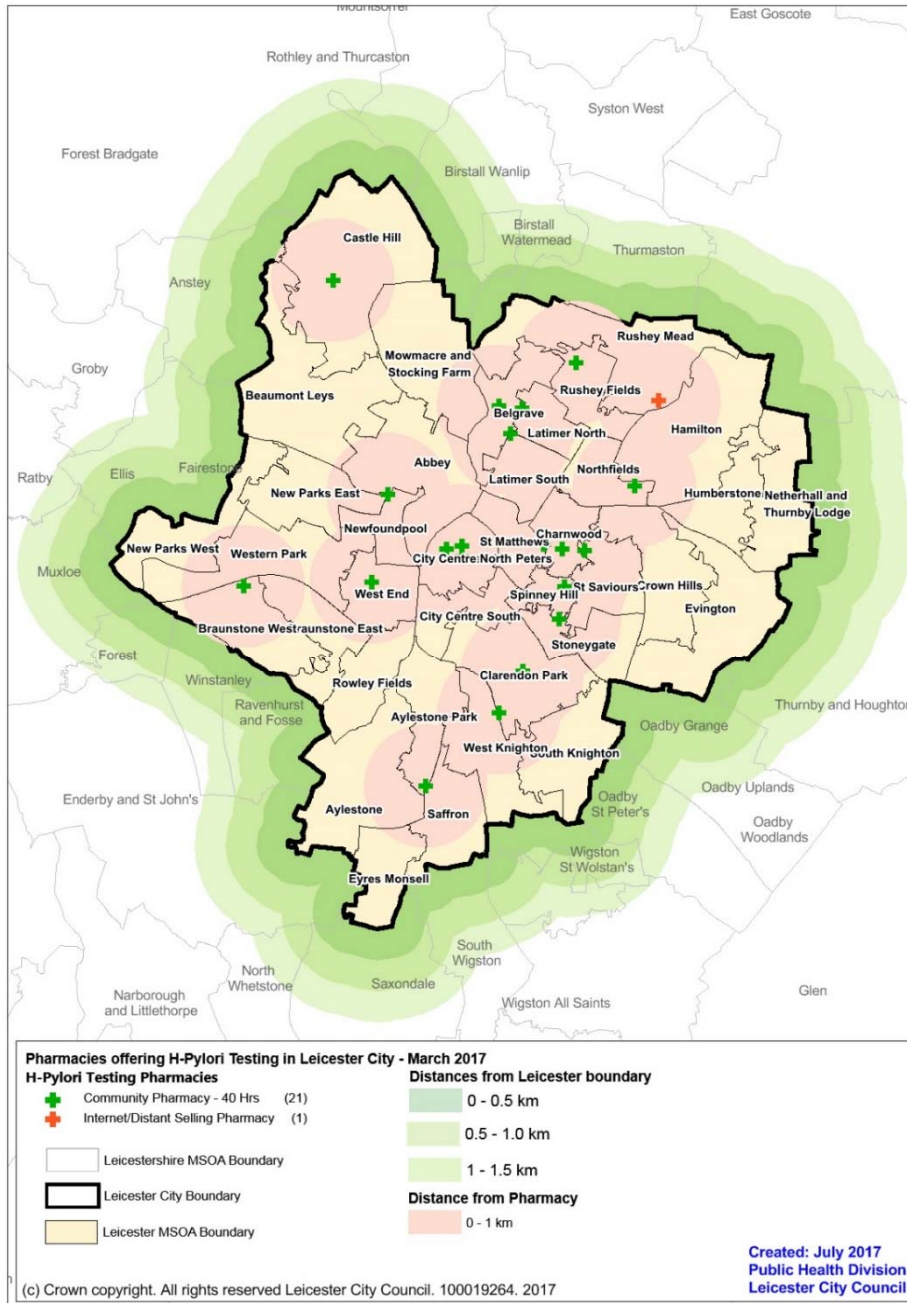 Mountsorrel
East Goscote
Rothley and Thurcaston
Syston West
Forest Bradgate
Birstall Wanlip
Birstall
Watermead
Castle Hill
Thurmaston
Anstey
Rushey Mead
Groby
Mowmacre and
Stocking Farm
Rushey Fields
Beaumont Leys
Belgrave
Hamilton
Latimer North
Abbey
Ratby
Ellis
Fairestone
Northfields
Latimer South
New Parks East
Humberstone
Netherhall and
Thurnby Lodge
Newfoundpool
Charnwood
St Matthews
New Parks West
Western Park
City Centre North
Peters
Muxloe
West End
Spinney Hill
St Saviours
Crown Hills
Evington
Braunstone West
Braunstone East
City Centre South
Stoneygate
Forest
Winstanley
Clarendon Park
Rowley Fields
Ravenhurst
and Fosse
Thurnby and Houghton
Aylestone Park
Oadby Grange
West Knighton
South Knighton
Oadby Uplands
Enderby and St John's
Oadby
St Peter's
Aylestone
Saffron
Oadby
Woodlands
Wigston
St Wolstan's
Eyres Monsell
South
Wigston
North
Whetstone
Saxondale
Glen
Narborough
and Littlethorpe
Wigston All Saints
Pharmacies offering H-Pylori Testing in Leicester City - March 2017
H-Pylori Testing Pharmacies
Community Pharmacy - 40 Hrs (21)
Internet/Distant Selling Pharmacy (1)
Leicestershire MSOA Boundary
Leicester City Boundary
Leicester MSOA Boundary
Distances from Leicester boundary
0 - 0.5 km
0.5 - 1.0 km
1 - 1.5 km
Distance from Pharmacy
0 - 1 km
Created: July 2017
Public Health Division
Leicester City Council
(c) Crown copyright. All rights reserved Leicester City Council. 100019264. 2017